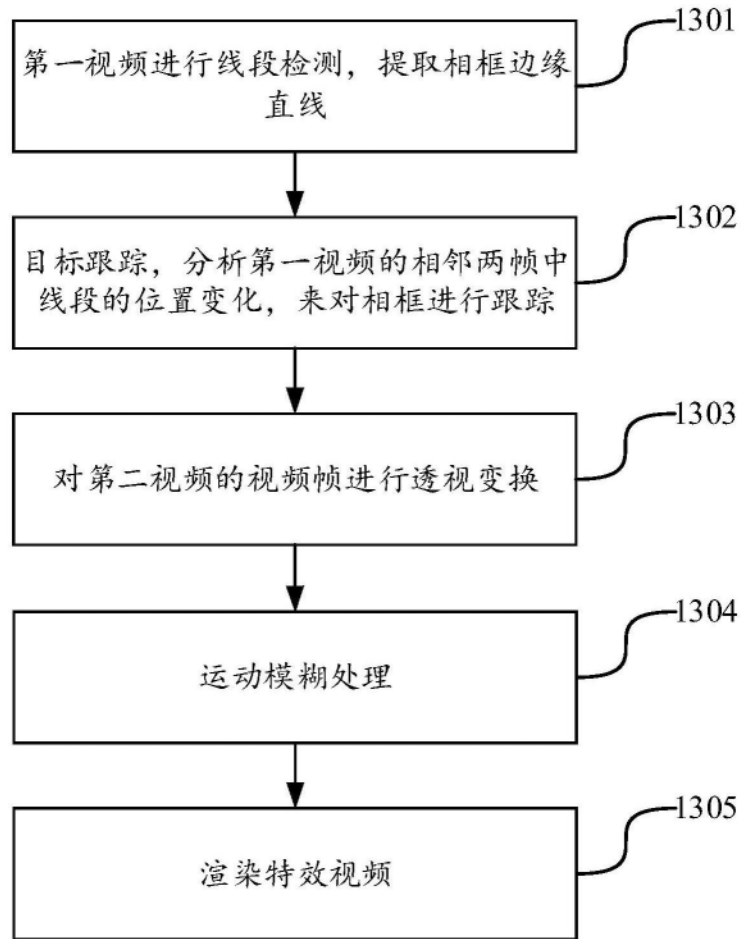 1301
第一视频进行线段检测，提取相框边缘
直线
1302
目标跟踪，分析第一视频的相邻两帧中
线段的位置变化，来对相框进行跟踪
1303
对第二视频的视频帧进行透视变换
1304
运动模糊处理
1305
渲染特效视频